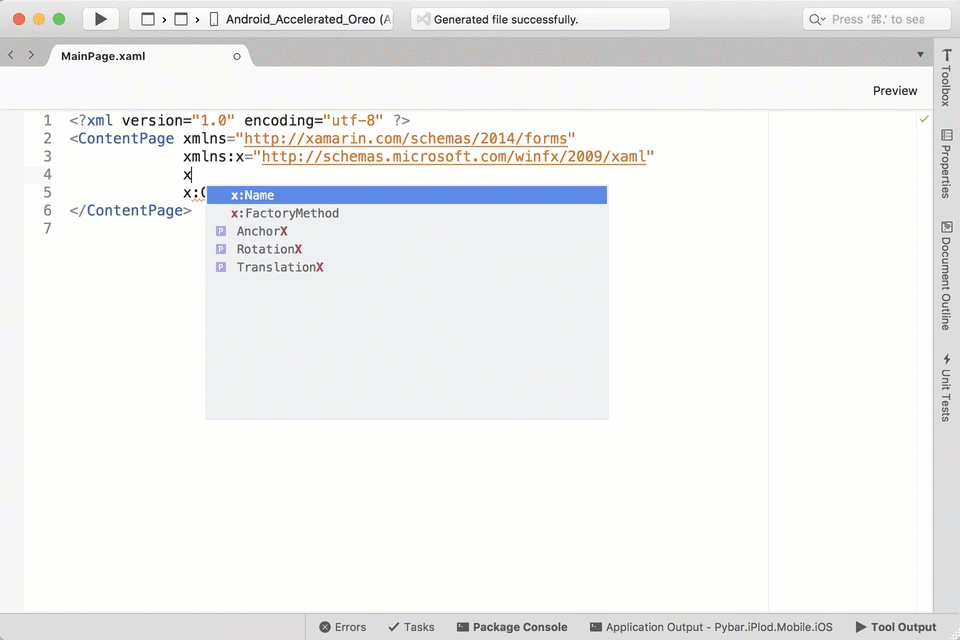 Android_Accelerated_Oreo (A
Generated file successfully.
Press ‘⌘.’ to sea
MainPage.xaml
Preview
1 <?xml version="1.0" encoding="utf-8" ?>
2 <ContentPage xmlns="http://xamarin.com/schemas/2014/forms"
3 xmlns:x="http://schemas.microsoft.com/winfx/2009/xaml"
4 x
5 x:C
6 </ContentPage>
7
x:Name
x:FactoryMethod
P AnchorX
P RotationX
P TranslationX
Toolbox
Properties
Document Outline
Unit Tests
Errors
Tasks
Package Console
Application Output - Pybar.iPlod.Mobile.iOS
Tool Output